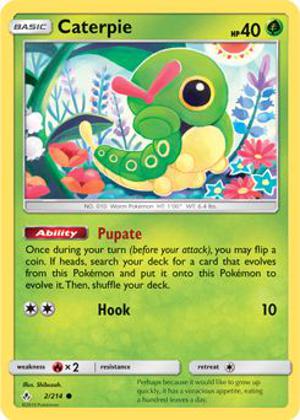 BASIC Caterpie HP 40
NO. 010 Worm Pokémon HT: 1'00" WT: 6.4 lbs.
Ability Pupate
Once during your turn (before your attack), you may flip a
coin. If heads, search your deck for a card that evolves
from this Pokémon and put it onto this Pokémon to
evolve it. Then, shuffle your deck.
Hook 10
weakness × 2 resistance retreat
Illus. Shibuzoh.
2/214
©2019 Pokémon
Perhaps because it would like to grow
up quickly, it has a voracious appetite,
eating a hundred leaves a day.